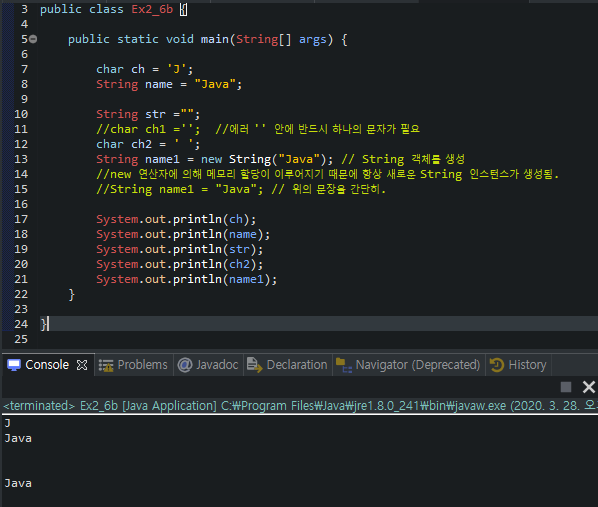 3 public class Ex2_6b {
4
5 public static void main(String[] args) {
6
7 char ch = 'J';
8 String name = "Java";
9
10 String str ="";
11 //char ch1 =''; //에러 '' 안에 반드시 하나의 문자가 필요
12 char ch2 = ' ';
13 String name1 = new String("Java"); // String 객체를 생성
14 //new 연산자에 의해 메모리 할당이 이루어지기 때문에 항상 새로운 String 인스턴스가 생성됨.
15 //String name1 = "Java"; // 위의 문장을 간단히.
16
17 System.out.println(ch);
18 System.out.println(name);
19 System.out.println(str);
20 System.out.println(ch2);
21 System.out.println(name1);
22 }
23
24 }
25
Console Problems Javadoc Declaration Navigator (Deprecated) History
<terminated> Ex2_6b [Java Application] C:₩Program Files₩Java₩jre1.8.0_241₩bin₩javaw.exe (2020. 3. 28. 오
J
Java
Java